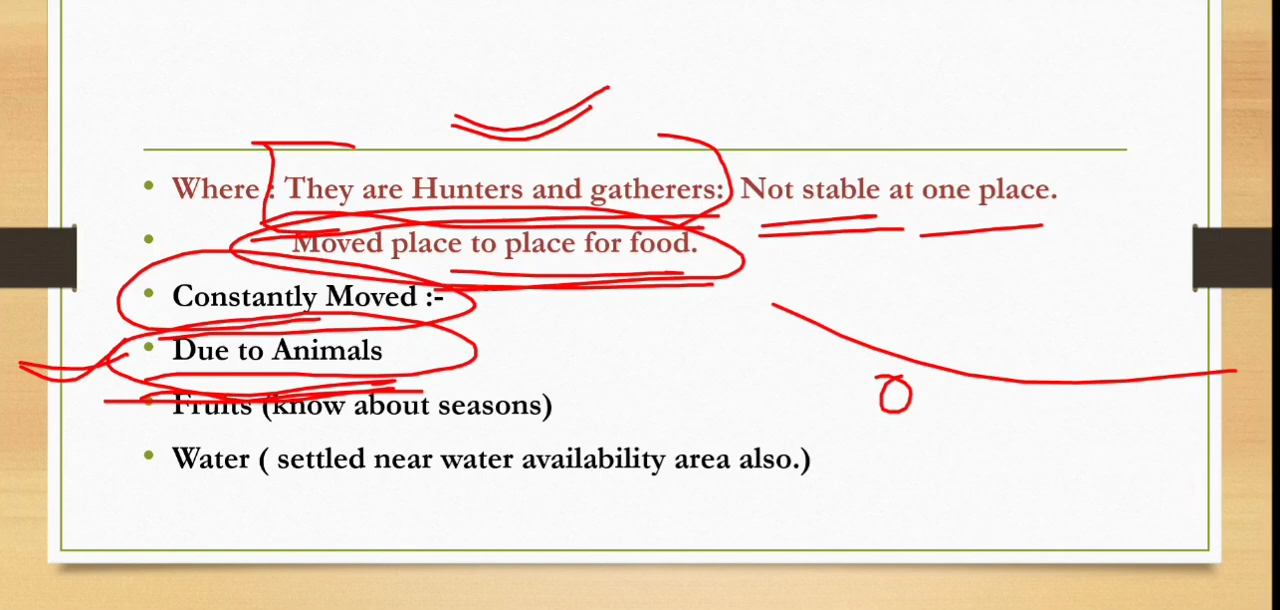 • Where : They are Hunters and gatherers: Not stable at one place.
• Moved place to place for food.
• Constantly Moved :-
• Due to Animals
• Fruits (know about seasons)
• Water ( settled near water availability area also.)